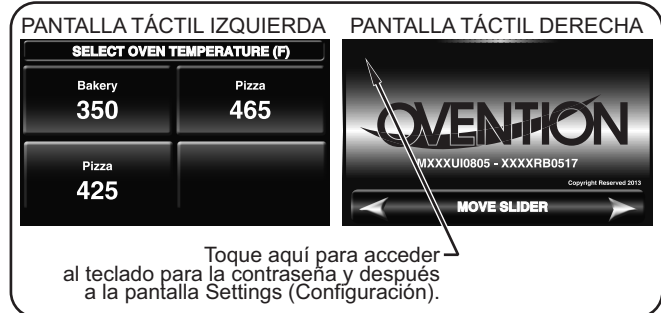 PANTALLA TÁCTIL IZQUIERDA
SELECT OVEN TEMPERATURE (F)
Bakery
350
Pizza
465
Pizza
425
PANTALLA TÁCTIL DERECHA
OVENTION
MXXXUI0805 - XXXXRB0517
Copyright Reserved 2013
MOVE SLIDER
Toque aquí para acceder
al teclado para la contraseña y después
a la pantalla Settings (Configuración).